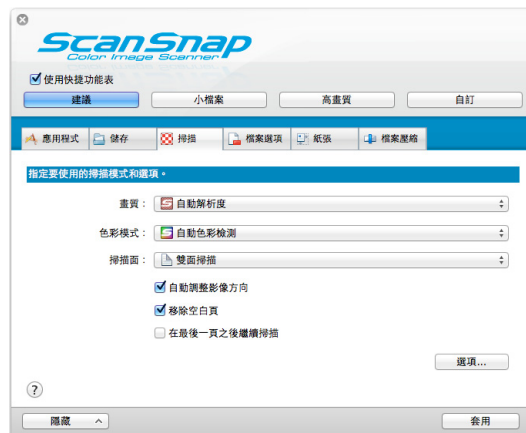 ScanSnap
Color Image Scanner
使用快捷功能表
建議 小檔案 高畫質 自訂
應用程式 儲存 掃描 檔案選項 紙張 檔案壓縮
指定要使用的掃描模式和選項。
畫質： 自動解析度
色彩模式： 自動色彩檢測
掃描面： 雙面掃描
自動調整影像方向
移除空白頁
在最後一頁之後繼續掃描
選項...
?
隱藏 套用